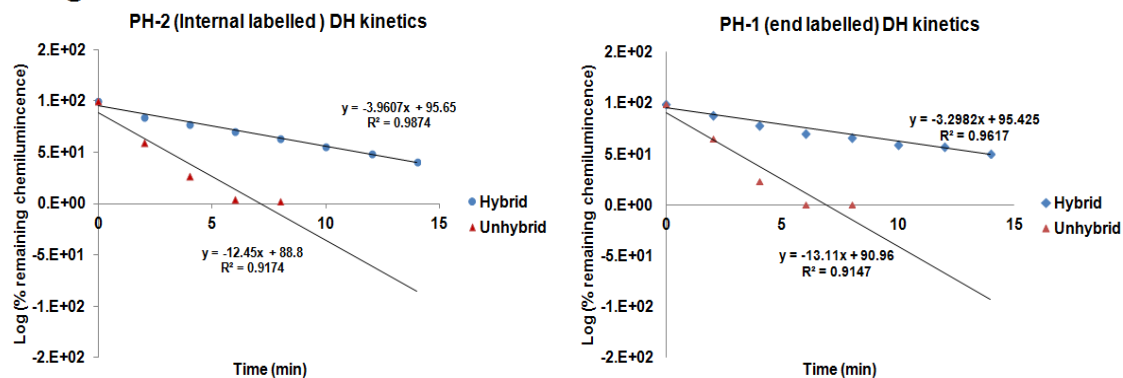 PH-2 (Internal labelled ) DH kinetics
Log (% remaining chemilumincence)
2.E+02
1.E+02
5.E+01
0.E+00
-5.E+01
-1.E+02
-2.E+02
0
5
10
15
y = -3.9607x + 95.65
R² = 0.9874
y = -12.45x + 88.8
R² = 0.9174
Hybrid
Unhybrid
Time (min)
PH-1 (end labelled) DH kinetics
Log (% remaining chemilumincence)
2.E+02
1.E+02
5.E+01
0.E+00
-5.E+01
-1.E+02
-2.E+02
0
5
10
15
y = -3.2982x + 95.425
R² = 0.9617
y = -13.11x + 90.96
R² = 0.9147
Hybrid
Unhybrid
Time (min)